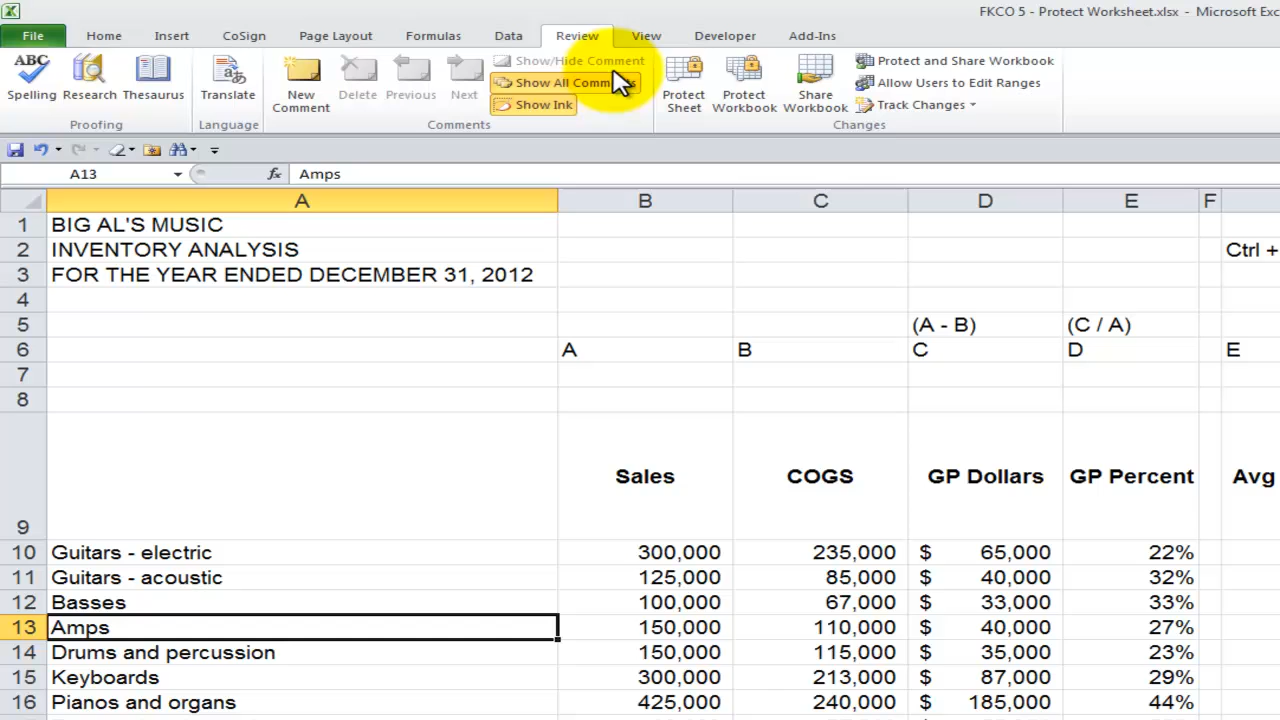 FKCO 5 - Protect Worksheet.xlsx - Microsoft Exc
File Home Insert CoSign Page Layout Formulas Data Review View Developer Add-Ins
ABC
Spelling Research Thesaurus
Proofing
Translate
Language
New Comment
Delete Previous Next
Show/Hide Comment
Show All Comm
Show Ink
Comments
Protect Sheet
Protect Workbook
Share Workbook
Protect and Share Workbook
Allow Users to Edit Ranges
Track Changes
Changes
A13 fx Amps
A B C D E F
1 BIG AL'S MUSIC
2 INVENTORY ANALYSIS Ctrl +
3 FOR THE YEAR ENDED DECEMBER 31, 2012
4
5 (A - B) (C / A)
6 A B C D E
7
8
9 Sales COGS GP Dollars GP Percent Avg
10 Guitars - electric 300,000 235,000 $ 65,000 22%
11 Guitars - acoustic 125,000 85,000 $ 40,000 32%
12 Basses 100,000 67,000 $ 33,000 33%
13 Amps 150,000 110,000 $ 40,000 27%
14 Drums and percussion 150,000 115,000 $ 35,000 23%
15 Keyboards 300,000 213,000 $ 87,000 29%
16 Pianos and organs 425,000 240,000 $ 185,000 44%